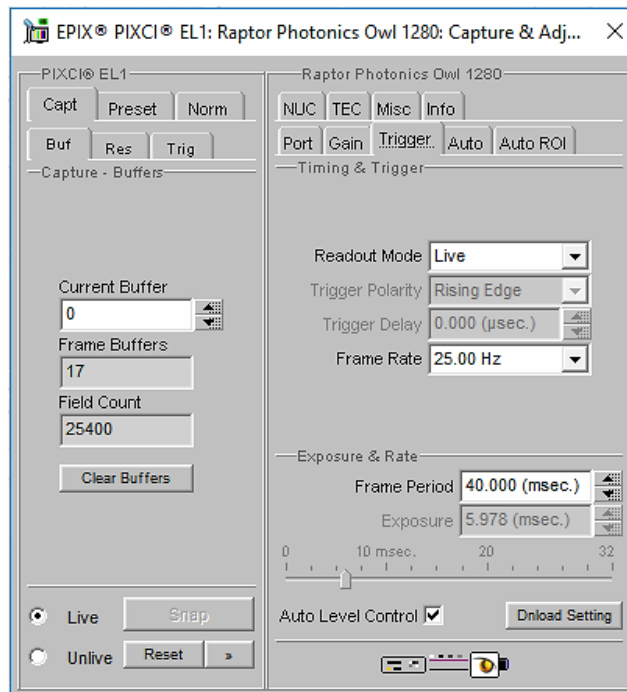 EPIX® PIXCI® EL1: Raptor Photonics Owl 1280: Capture & Adj...
PIXCI® EL1
Capt Preset Norm
Buf Res Trig
Capture - Buffers
Current Buffer
0
Frame Buffers
17
Field Count
25400
Clear Buffers
Live Snap
Unlive Reset »
Raptor Photonics Owl 1280
NUC TEC Misc Info
Port Gain Trigger Auto Auto ROI
Timing & Trigger
Readout Mode Live
Trigger Polarity Rising Edge
Trigger Delay 0.000 (µsec.)
Frame Rate 25.00 Hz
Exposure & Rate
Frame Period 40.000 (msec.)
Exposure 5.978 (msec.)
0 10 msec. 20 32
Auto Level Control Dnload Setting